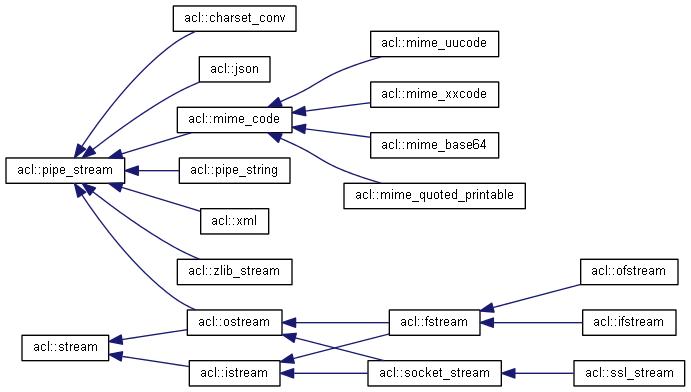 acl::charset_conv
acl::mime_uucode
acl::json
acl::mime_xxcode
acl::mime_code
acl::mime_base64
acl::pipe_stream
acl::pipe_string
acl::mime_quoted_printable
acl::xml
acl::zlib_stream
acl::ofstream
acl::ostream
acl::fstream
acl::ifstream
acl::stream
acl::istream
acl::socket_stream
acl::ssl_stream